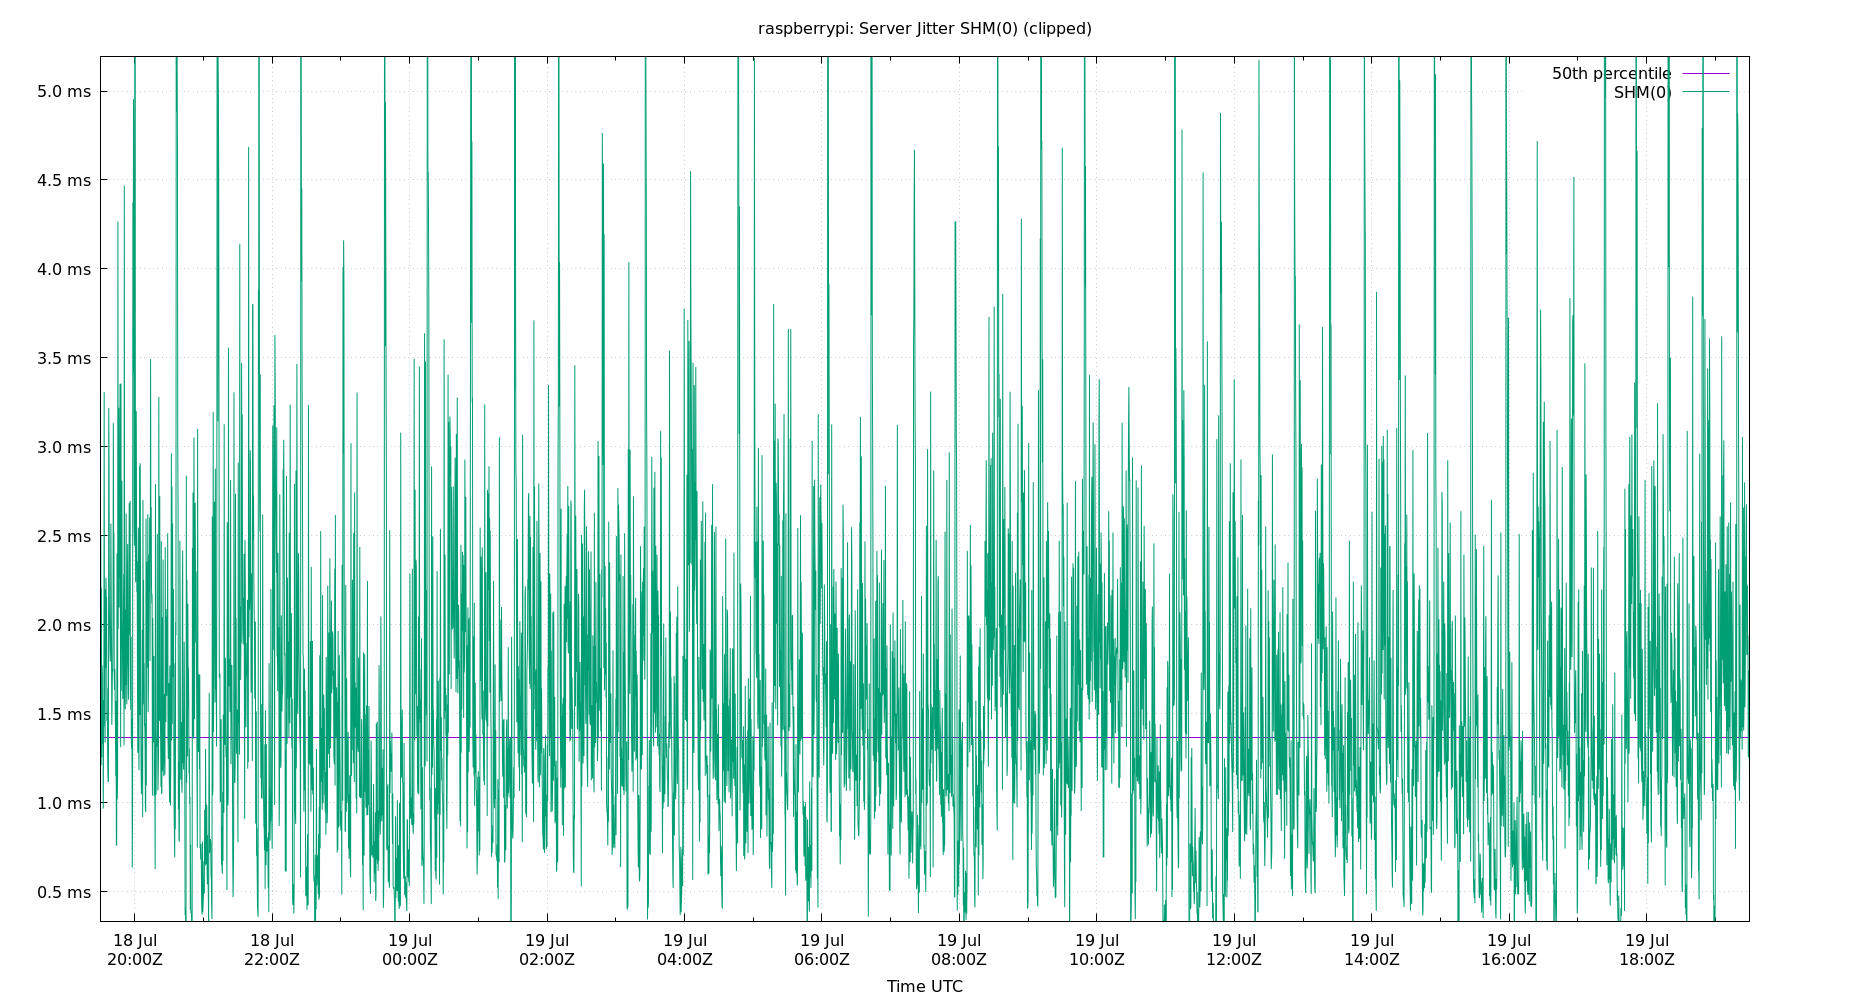 raspberrypi: Server Jitter SHM(0) (clipped)
50th percentile
SHM(0)
5.0 ms
4.5 ms
4.0 ms
3.5 ms
3.0 ms
2.5 ms
2.0 ms
1.5 ms
1.0 ms
0.5 ms
18 Jul 18 Jul 19 Jul 19 Jul 19 Jul 19 Jul 19 Jul 19 Jul 19 Jul 19 Jul 19 Jul 19 Jul
20:00Z 22:00Z 00:00Z 02:00Z 04:00Z 06:00Z 08:00Z 10:00Z 12:00Z 14:00Z 16:00Z 18:00Z
Time UTC